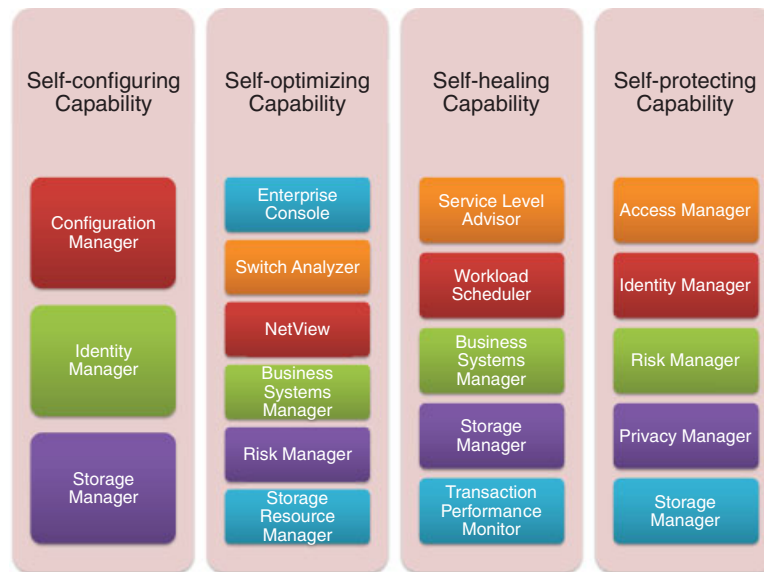 Self-configuring
Capability
Configuration
Manager
Identity
Manager
Storage
Manager
Self-optimizing
Capability
Enterprise
Console
Switch Analyzer
NetView
Business
Systems
Manager
Risk Manager
Storage
Resource
Manager
Self-healing
Capability
Service Level
Advisor
Workload
Scheduler
Business
Systems
Manager
Storage
Manager
Transaction
Performance
Monitor
Self-protecting
Capability
Access Manager
Identity Manager
Risk Manager
Privacy Manager
Storage
Manager